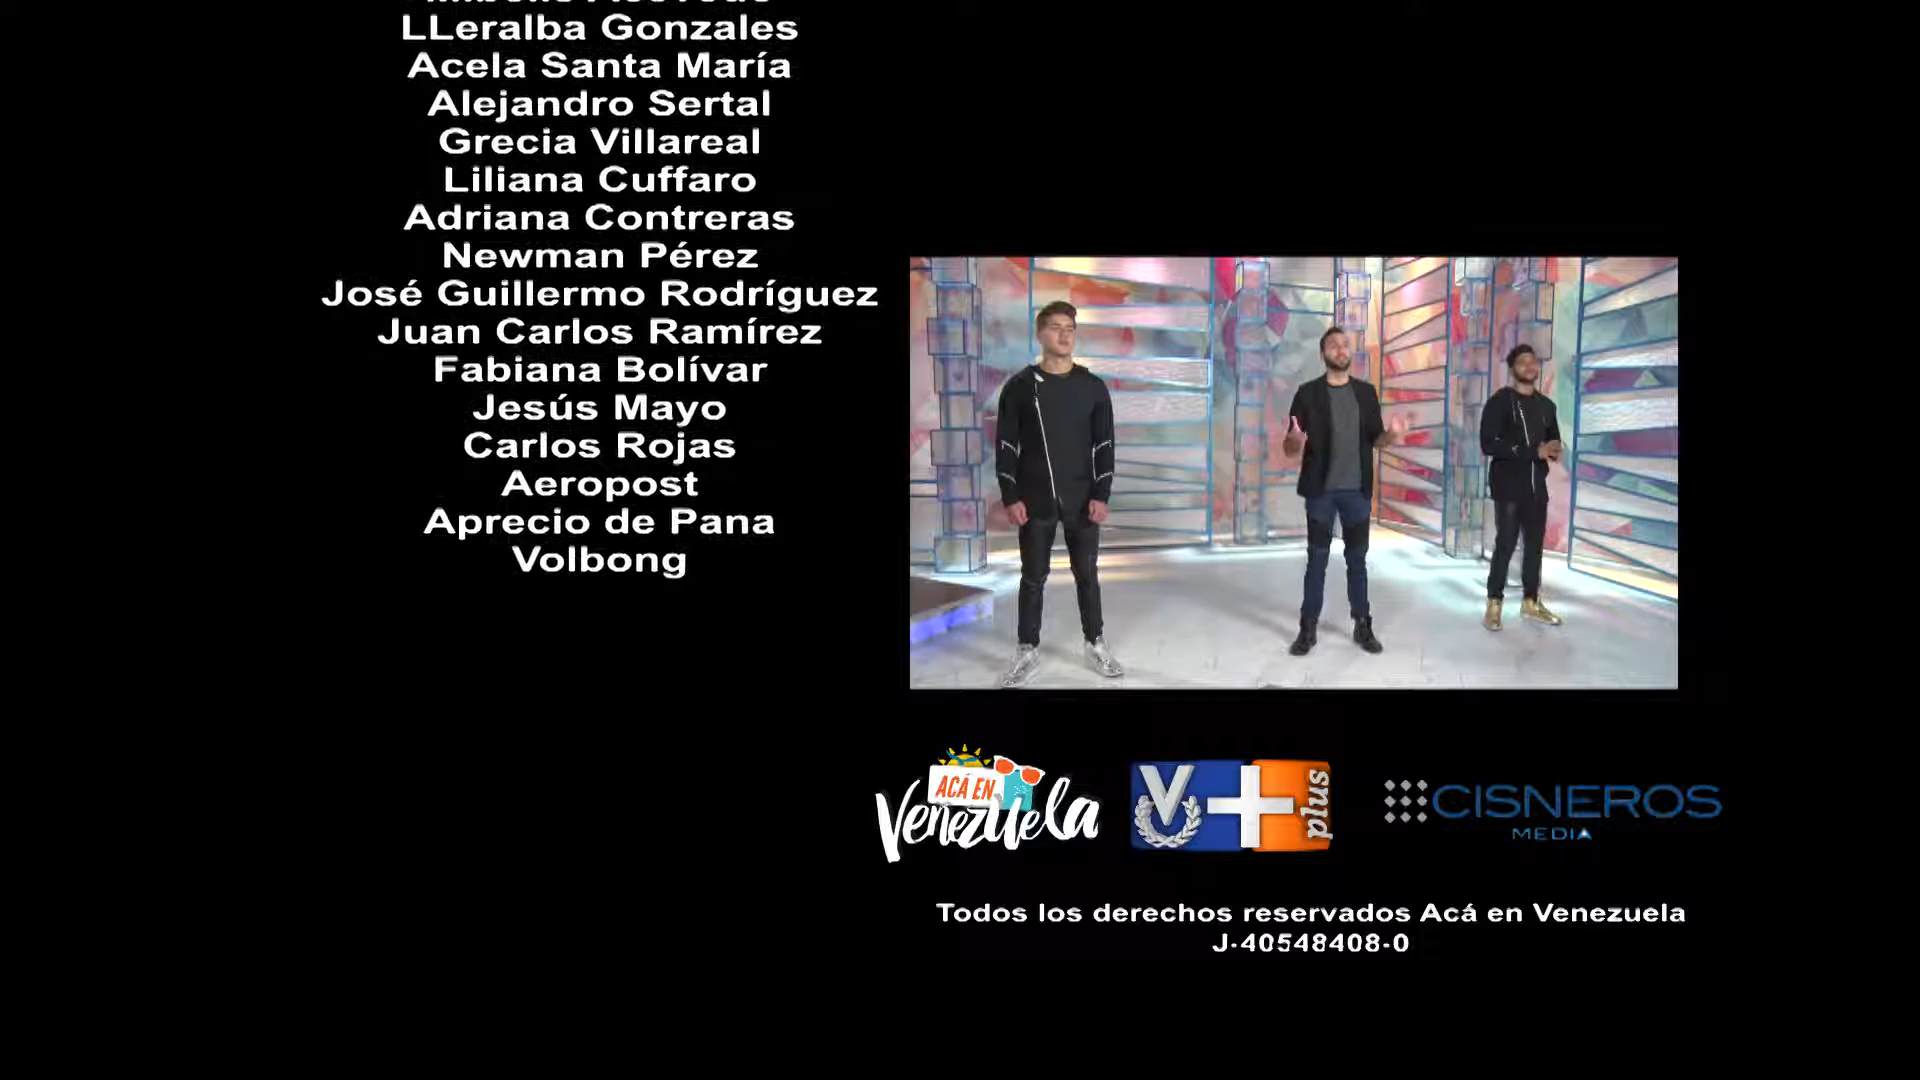 LLeralba Gonzales
Acela Santa María
Alejandro Sertal
Grecia Villareal
Liliana Cuffaro
Adriana Contreras
Newman Pérez
José Guillermo Rodríguez
Juan Carlos Ramírez
Fabiana Bolívar
Jesús Mayo
Carlos Rojas
Aeropost
Aprecio de Pana
Volbong
ACÁ EN
Venezuela
V+
plus
CISNEROS
MEDIA
Todos los derechos reservados Acá en Venezuela
J-40548408-0